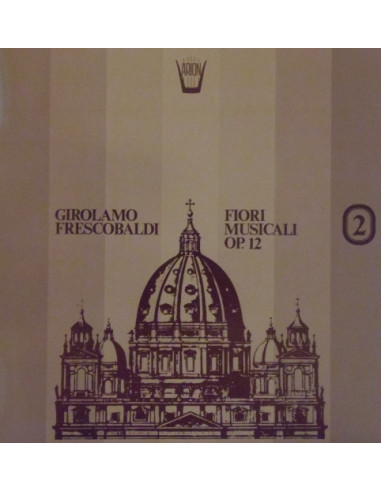 ARION
GIROLAMO
FRESCOBALDI
FIORI
MUSICALI
OP. 12
2